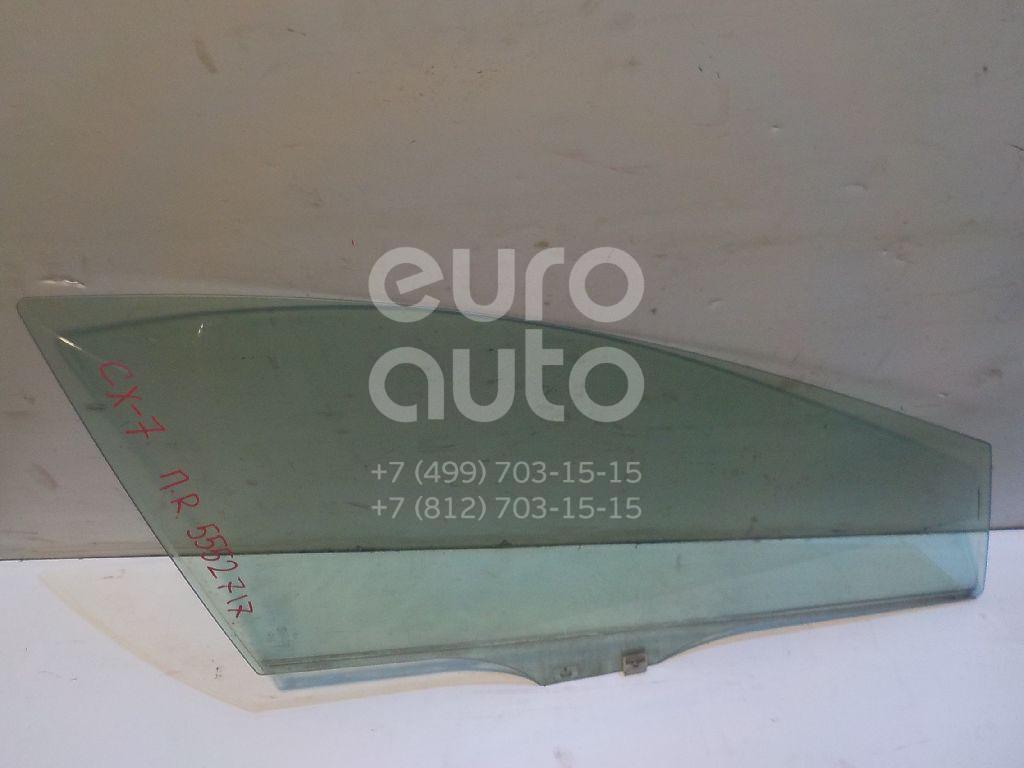 euro
auto
+7 (499) 703-15-15
+7 (812) 703-15-15
CX-7
П.R.
5552717.